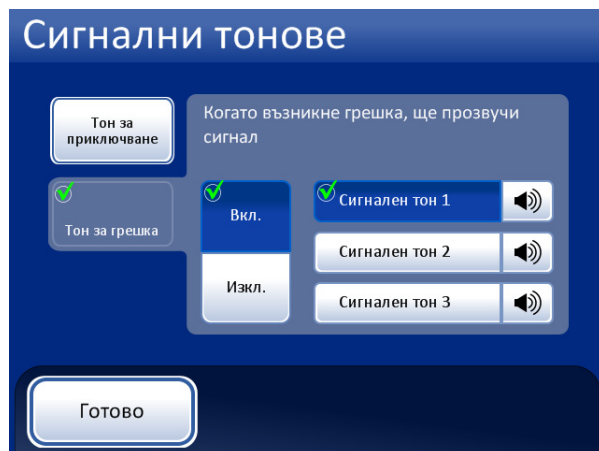 Сигнални тонове
Тон за
приключване
Когато възникне грешка, ще прозвучи
сигнал
Тон за грешка
Вкл.
Изкл.
Сигнален тон 1
Сигнален тон 2
Сигнален тон 3
Готово